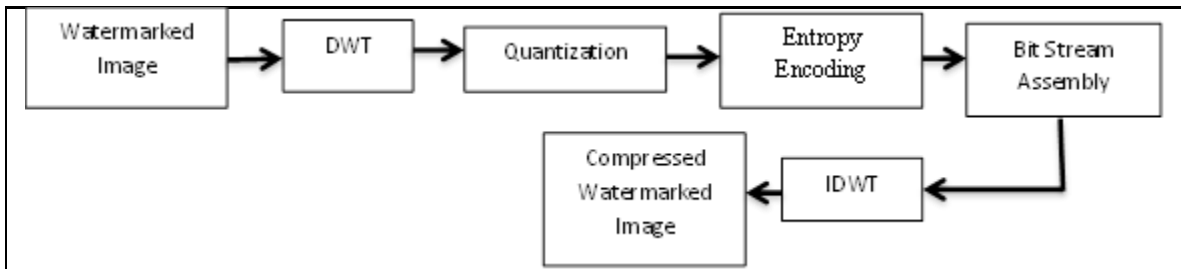 Watermarked
Image
DWT
Quantization
Entropy
Encoding
Bit Stream
Assembly
IDWT
Compressed
Watermarked
Image